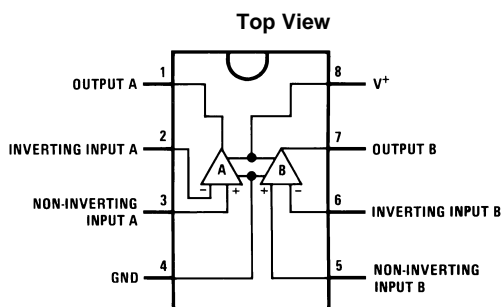 Top View
1
OUTPUT A
8
V+
2
INVERTING INPUT A
7
OUTPUT B
A
B
−
+
+
−
3
NON-INVERTING
INPUT A
6
INVERTING INPUT B
4
GND
5
NON-INVERTING
INPUT B